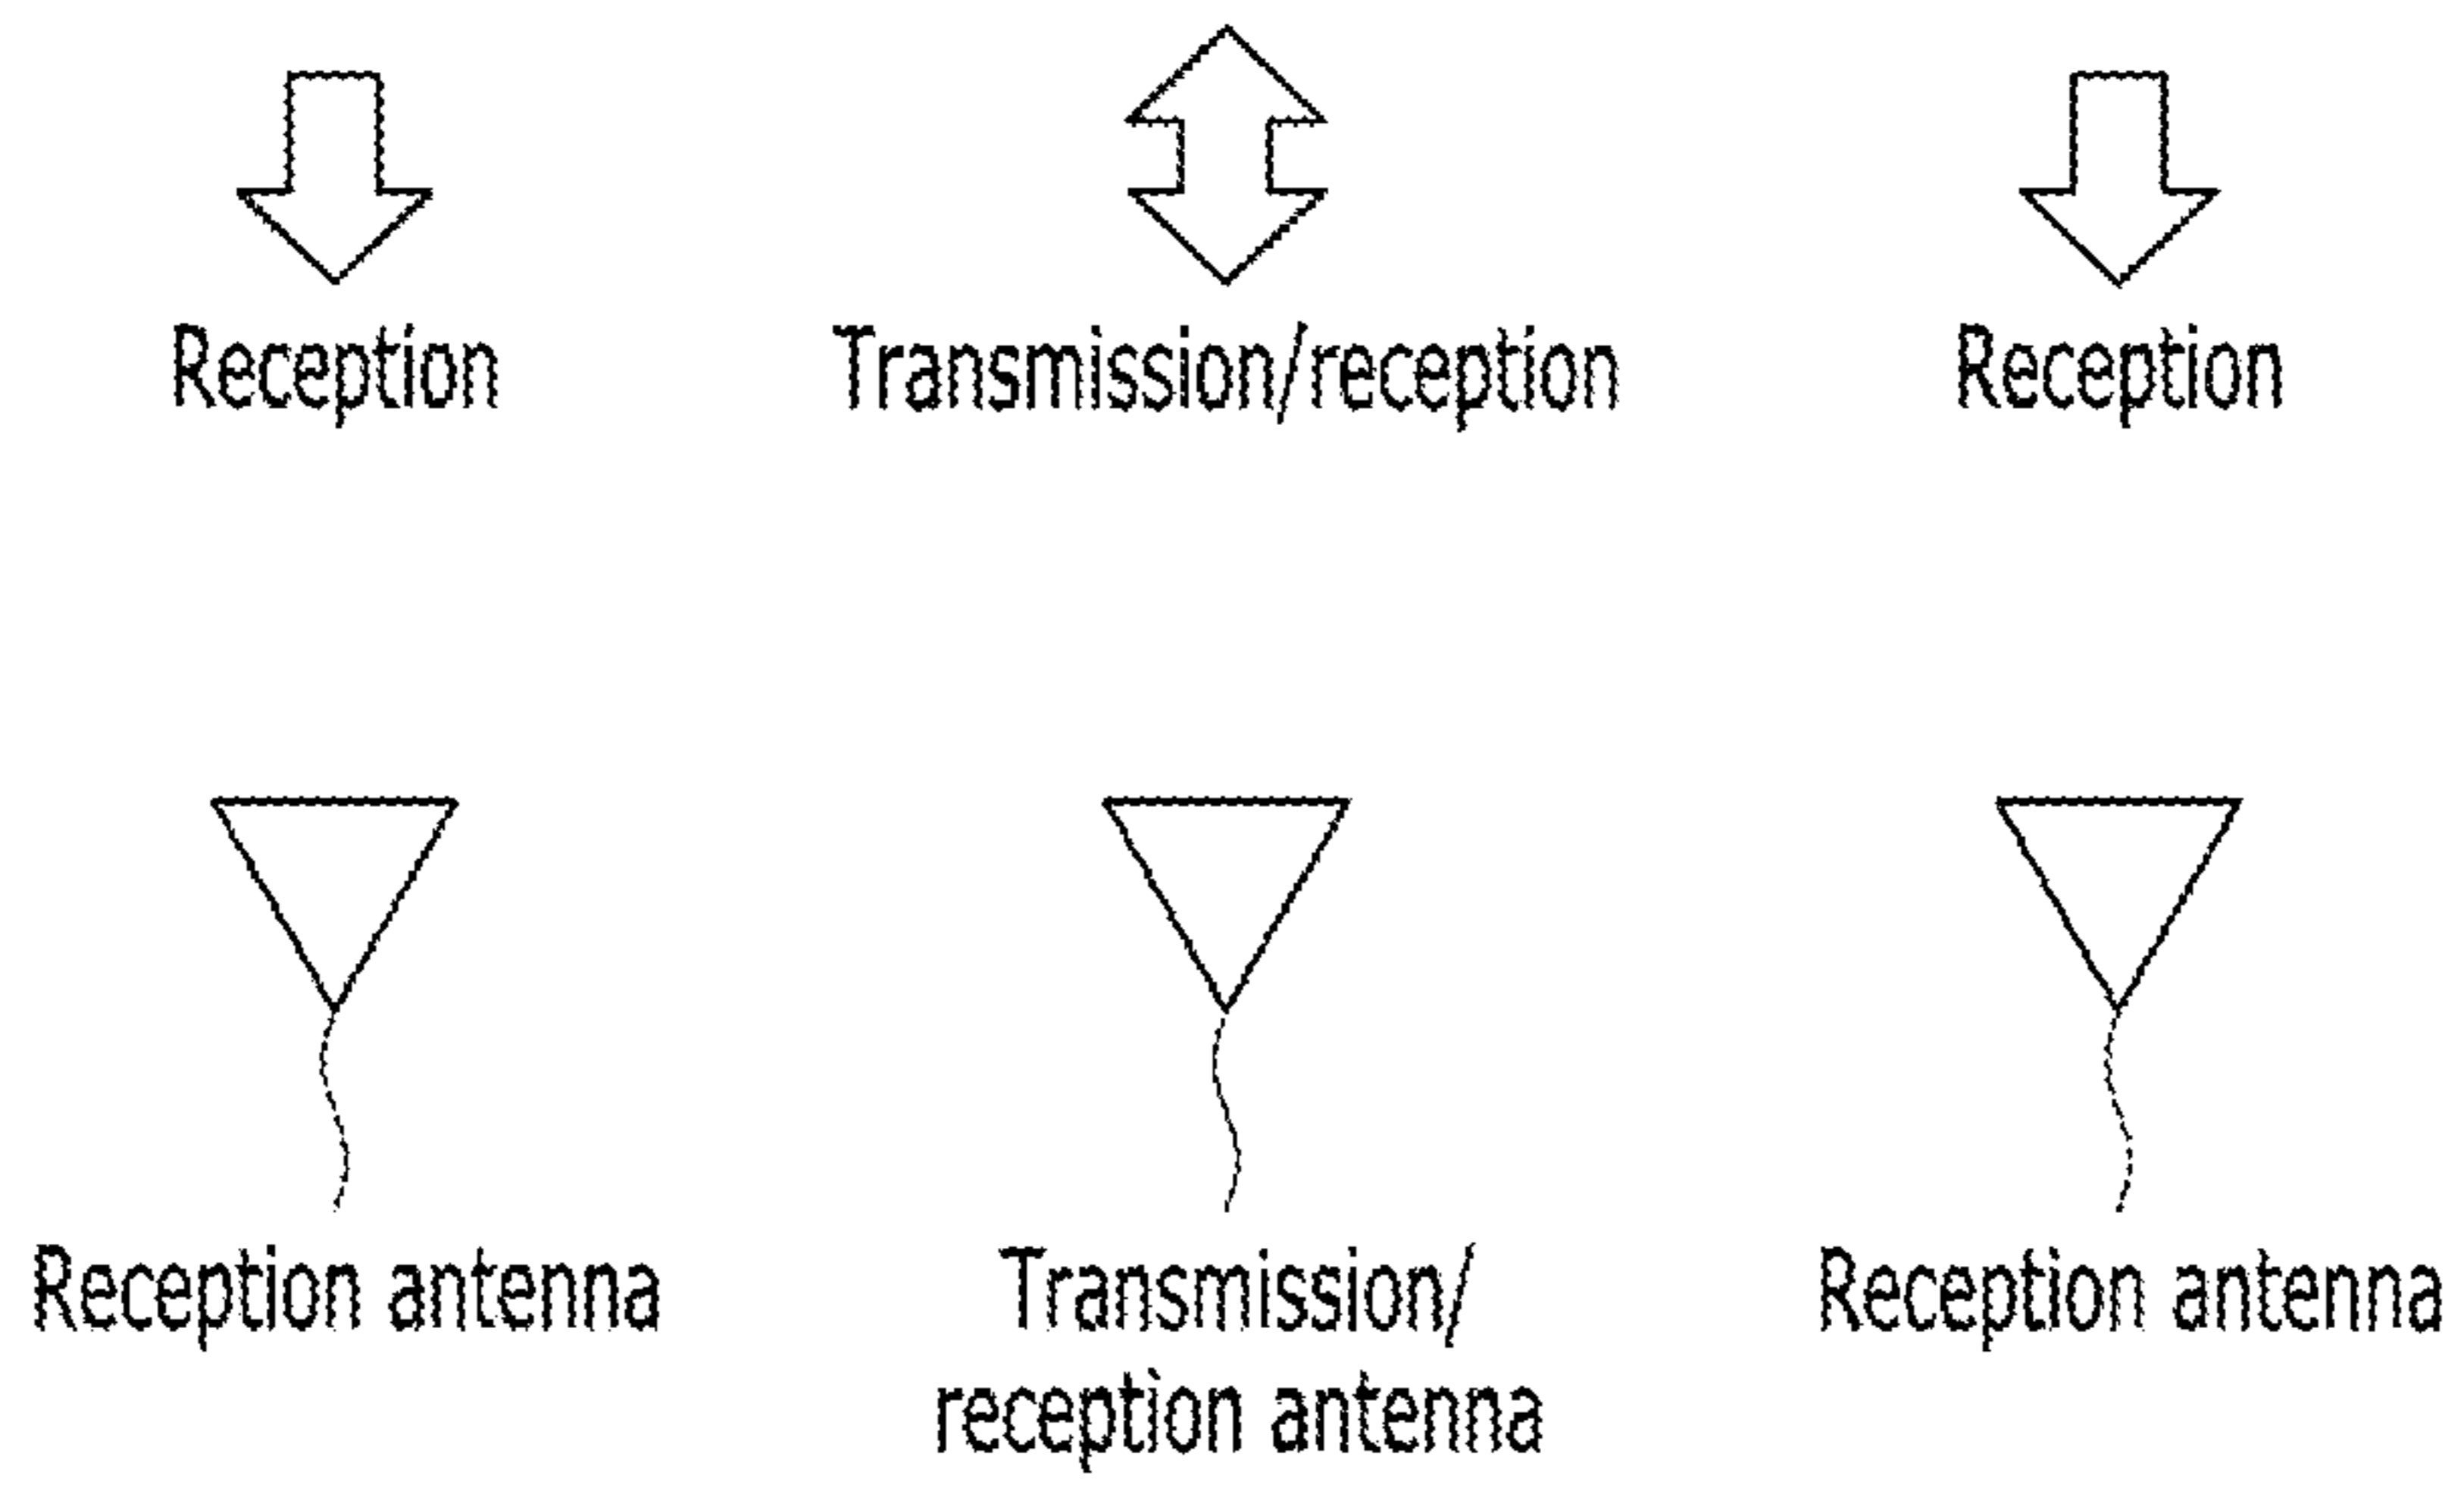 Reception
Transmission/reception
Reception
Reception antenna
Transmission/
reception antenna
Reception antenna